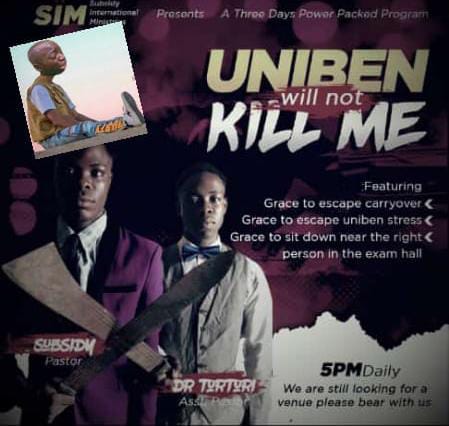 SIM Subsidy International Ministries
Presents
A Three Days Power Packed Program
UNIBEN
will not
KILL ME
:Featuring
Grace to escape carryover
Grace to escape uniben stress
Grace to sit down near the right
person in the exam hall
SUBSIDY
Pastor
DR TORTORI
Asst. Pastor
5PM Daily
We are still looking for a
venue please bear with us